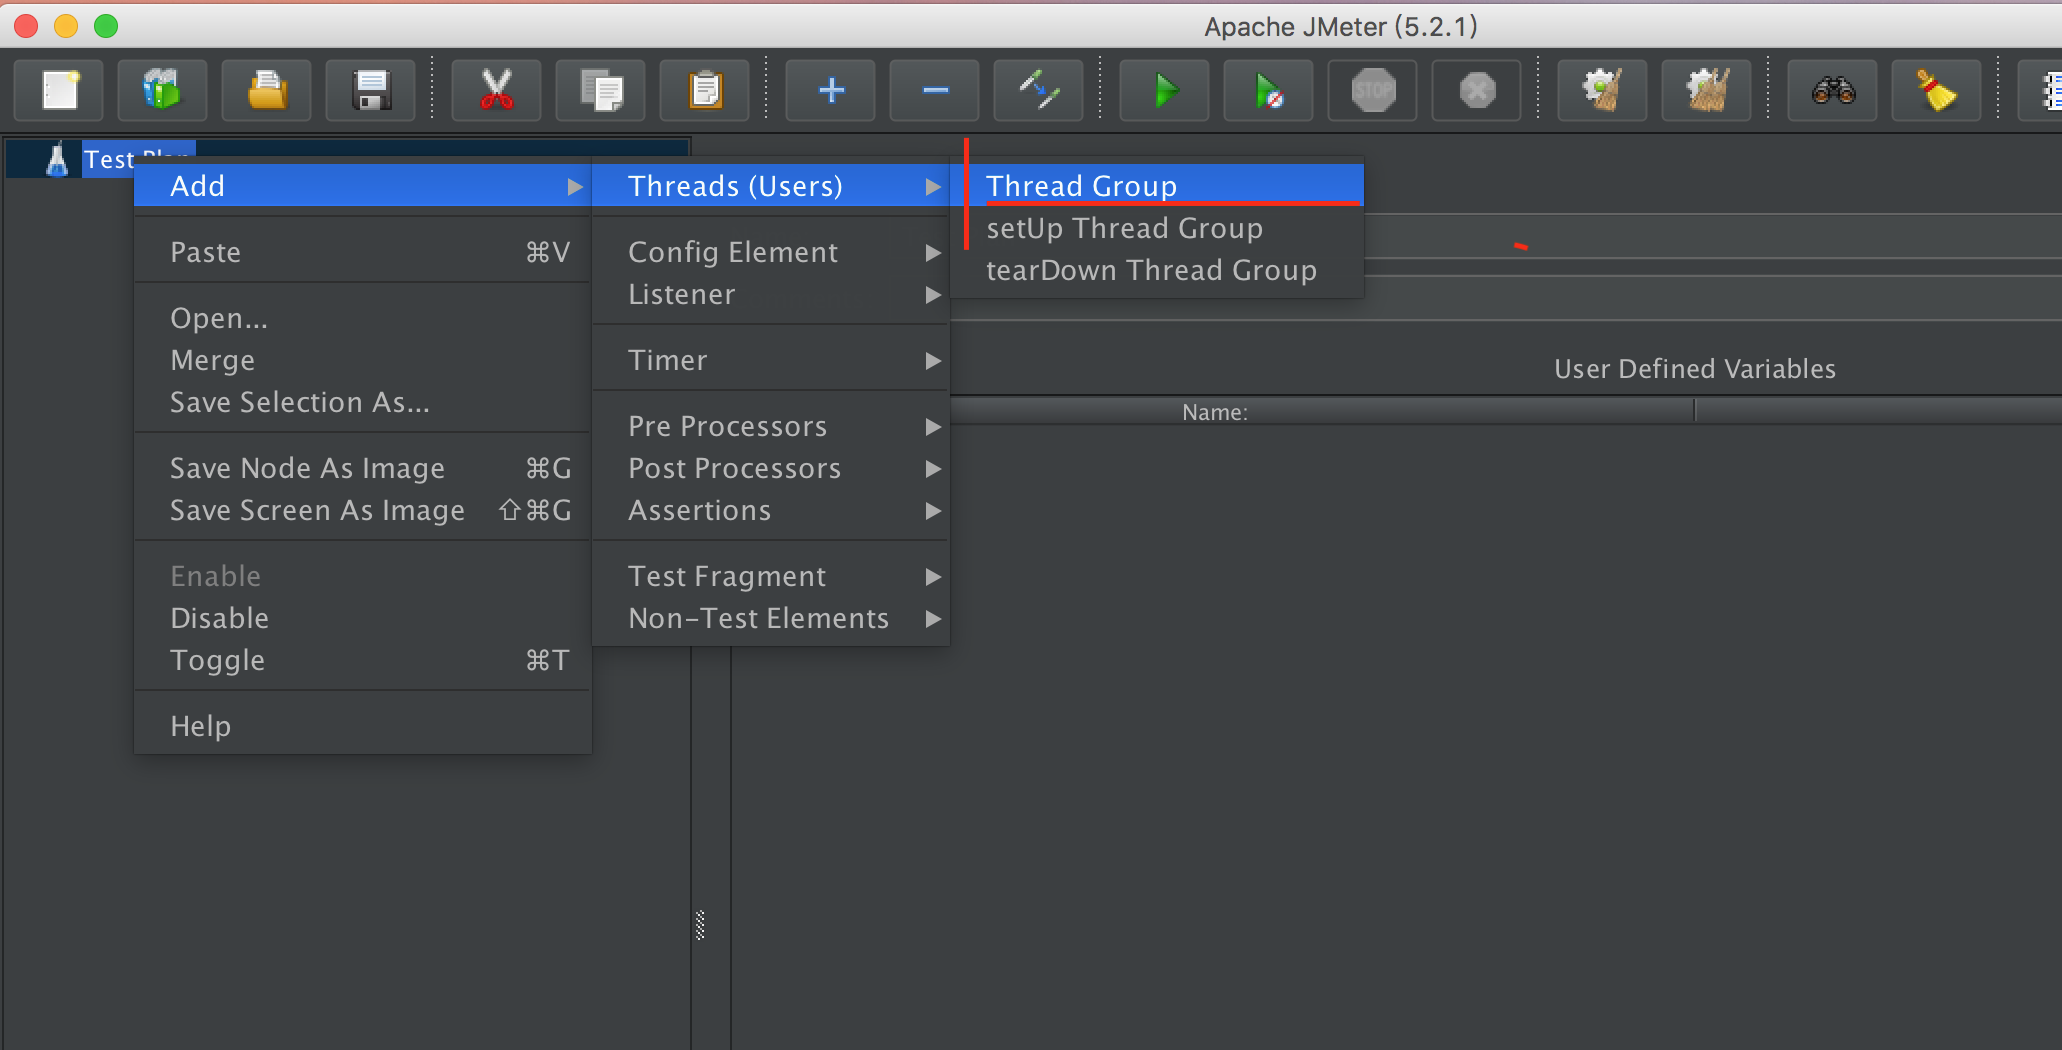 Apache JMeter (5.2.1)
STOP
Test Plan
Add
Paste ⌘V
Open...
Merge
Save Selection As...
Save Node As Image ⌘G
Save Screen As Image ⇧⌘G
Enable
Disable
Toggle ⌘T
Help
Threads (Users)
Config Element
Listener
Timer
Pre Processors
Post Processors
Assertions
Test Fragment
Non-Test Elements
Thread Group
setUp Thread Group
tearDown Thread Group
User Defined Variables
Name: